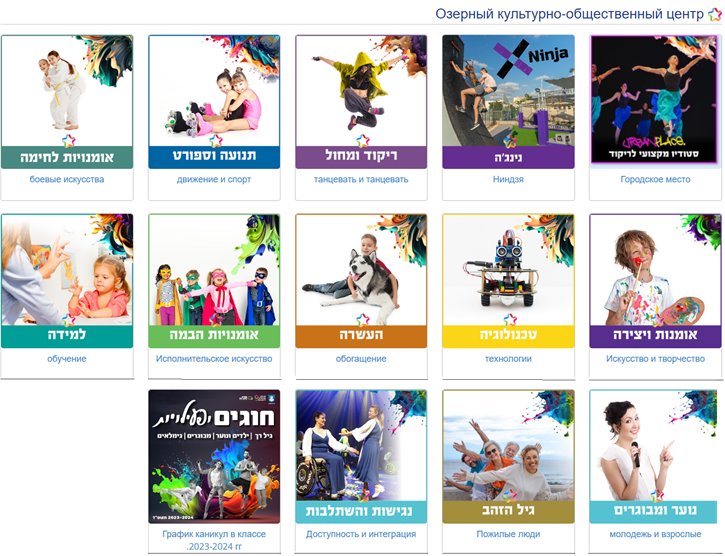 Озерный культурно-общественный центр
אומנויות לחימה
תנועה וספורט
ריקוד ומחול
Ninja
נינג'ה
URBAN PLACE
סטודיו מקצועי לריקוד
боевые искусства
движение и спорт
танцевать и танцевать
Ниндзя
Городское место
למידה
אומנויות הבמה
העשרה
טכנולוגיה
אומנות ויצירה
обучение
Исполнительское искусство
обогащение
технологии
Искусство и творчество
חוגים ופעילויות
גיל רך | ילדים ונוער | מבוגרים | גימלאים
2023-2024 תשפ"ד
נגישות והשתלבות
גיל הזהב
נוער ומבוגרים
График каникул в классе
.2023-2024 гг
Доступность и интеграция
Пожилые люди
молодежь и взрослые